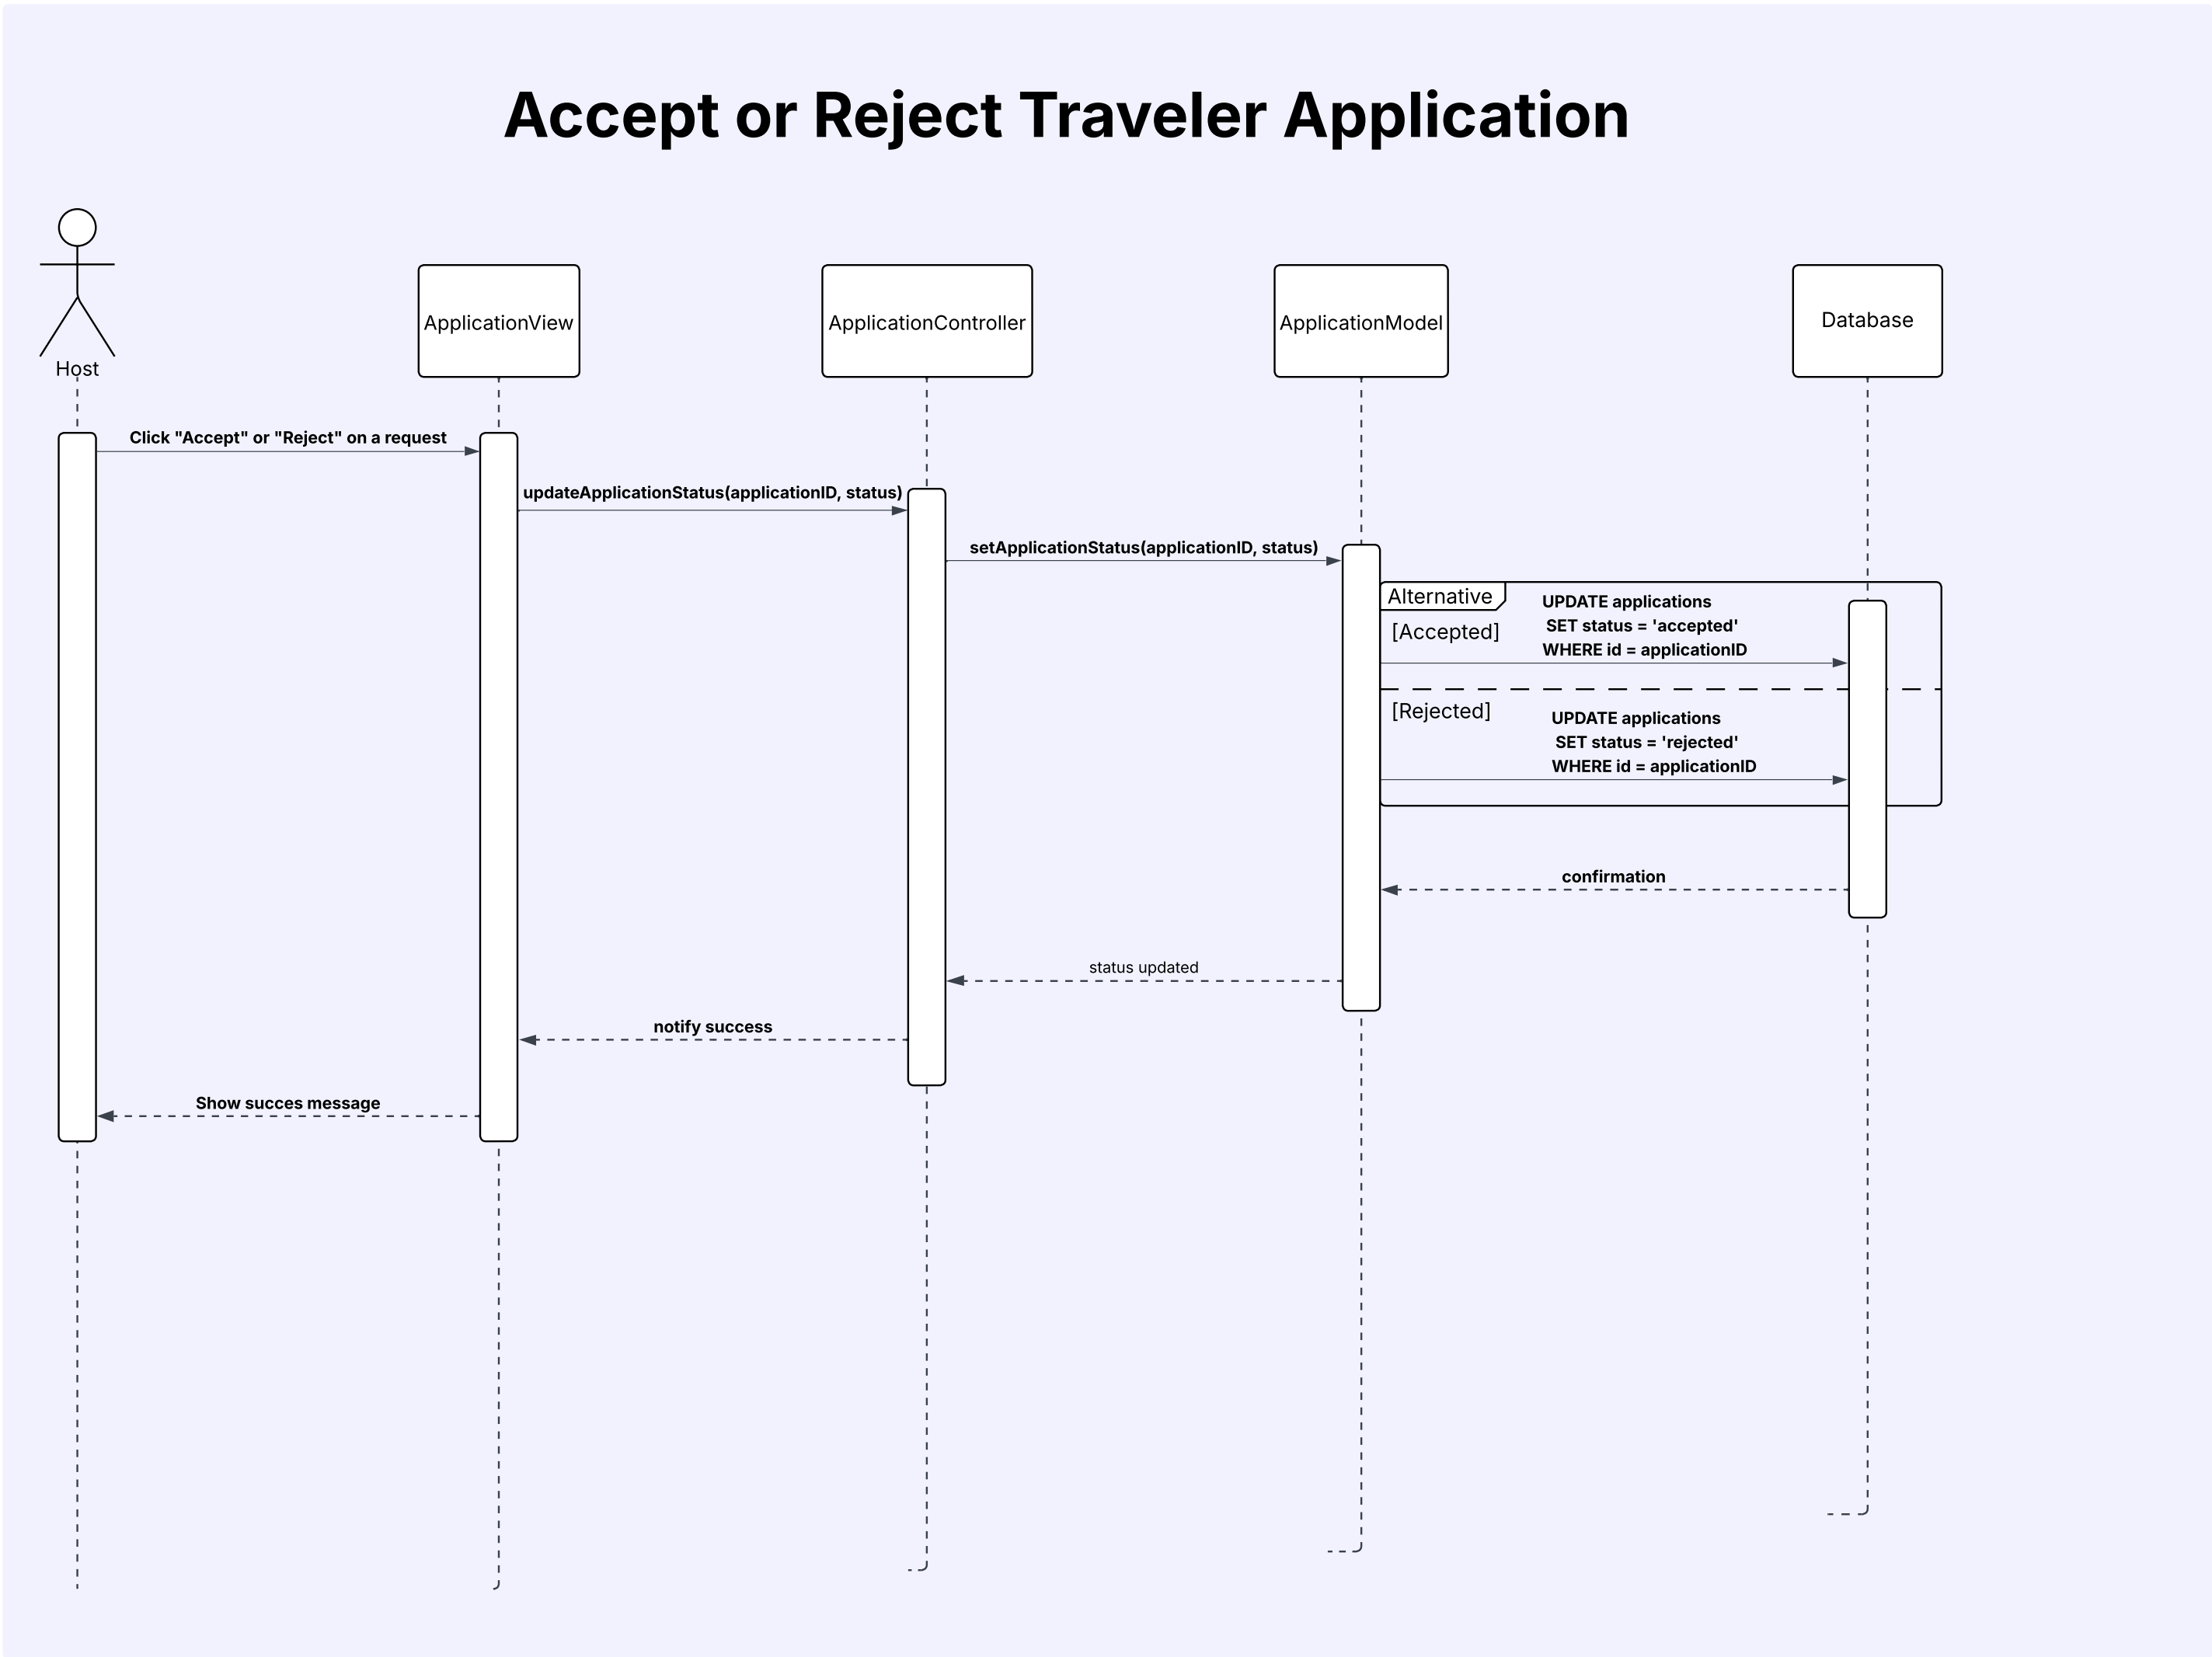 Accept or Reject Traveler Application
Host
ApplicationView
ApplicationController
ApplicationModel
Database
Click "Accept" or "Reject" on a request
updateApplicationStatus(applicationID, status)
setApplicationStatus(applicationID, status)
Alternative
[Accepted]
UPDATE applications
SET status = 'accepted'
WHERE id = applicationID
[Rejected]
UPDATE applications
SET status = 'rejected'
WHERE id = applicationID
confirmation
status updated
notify success
Show succes message